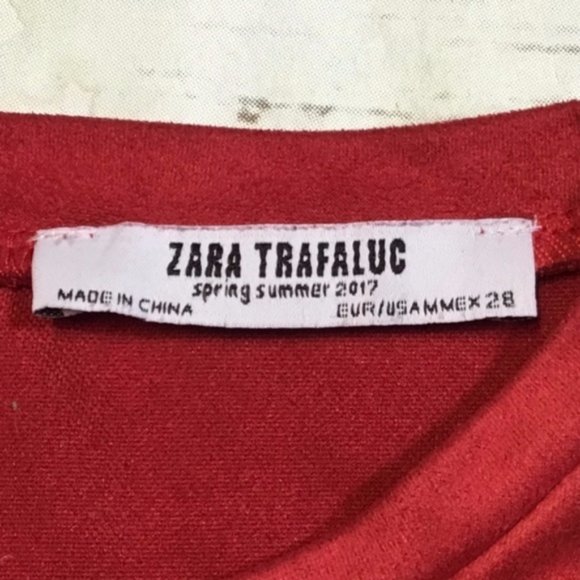 ZARA TRAFALUC
spring summer 2017
MADE IN CHINA
EUR/USAMMEX 28